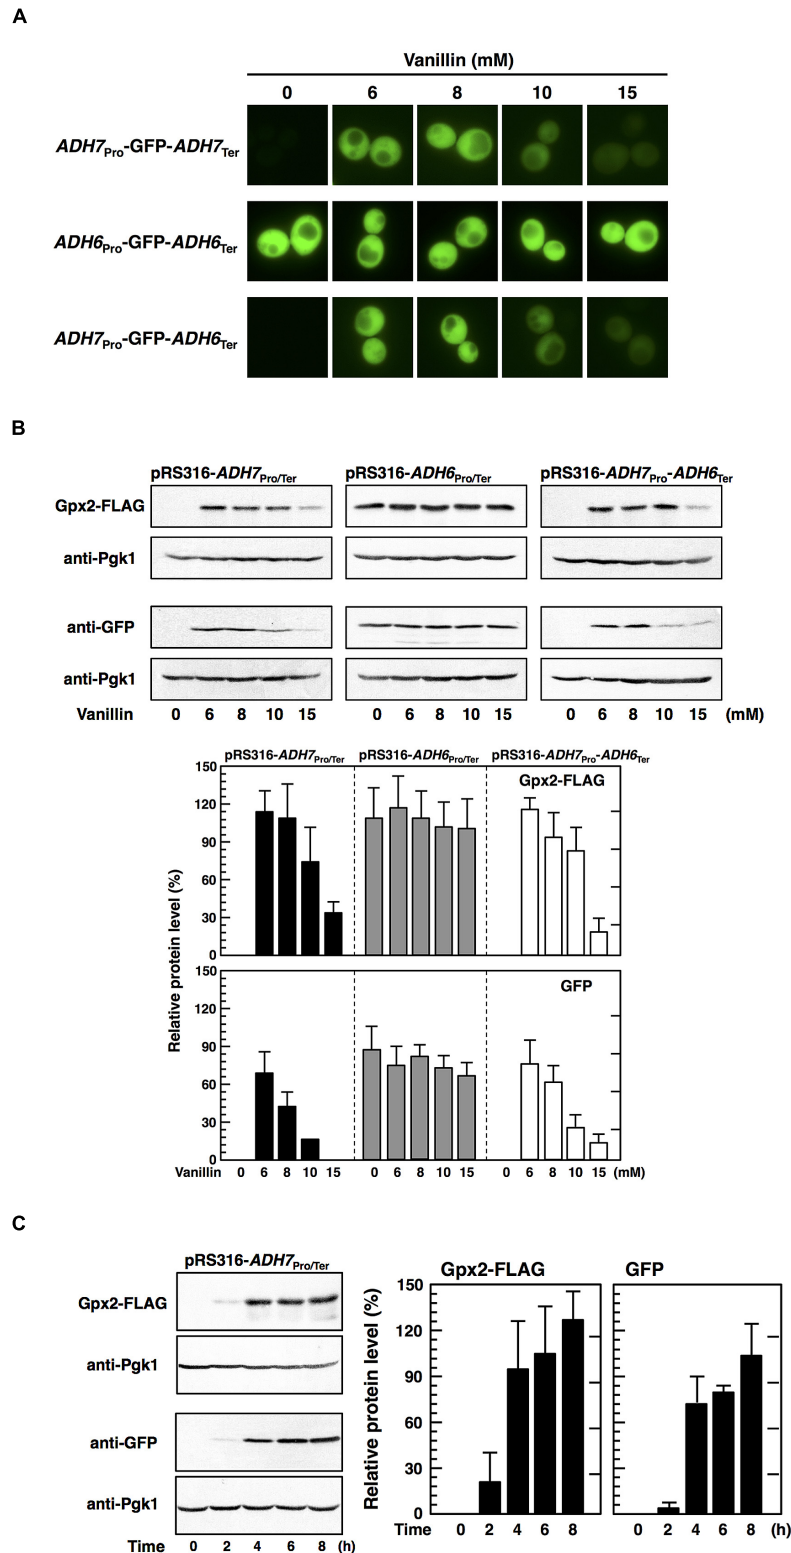 A
Vanillin (mM)
0 6 8 10 15
ADH7Pro-GFP-ADH7Ter
ADH6Pro-GFP-ADH6Ter
ADH7Pro-GFP-ADH6Ter
B
pRS316-ADH7Pro/Ter pRS316-ADH6Pro/Ter pRS316-ADH7Pro-ADH6Ter
Gpx2-FLAG
anti-Pgk1
anti-GFP
anti-Pgk1
Vanillin 0 6 8 10 15 0 6 8 10 15 0 6 8 10 15 (mM)
pRS316-ADH7Pro/Ter pRS316-ADH6Pro/Ter pRS316-ADH7Pro-ADH6Ter
Relative protein level (%)
150
Gpx2-FLAG
120
90
60
30
0
150
GFP
120
90
60
30
0
Vanillin 0 6 8 10 15 0 6 8 10 15 0 6 8 10 15 (mM)
C
pRS316-ADH7Pro/Ter
Gpx2-FLAG
anti-Pgk1
anti-GFP
anti-Pgk1
Time 0 2 4 6 8 (h)
Gpx2-FLAG GFP
Relative protein level (%)
150
120
90
60
30
0
Time 0 2 4 6 8 0 2 4 6 8 (h)